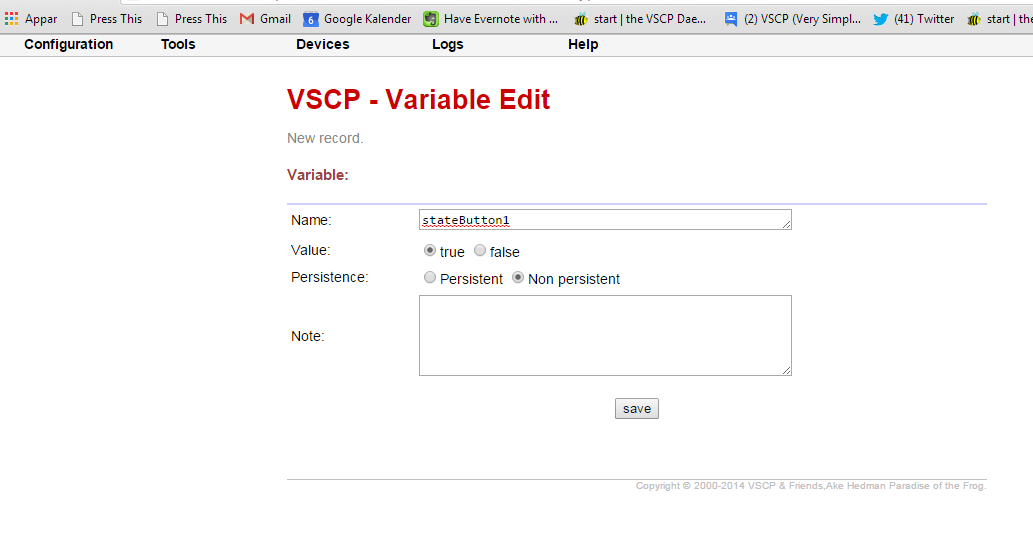 Appar Press This Press This Gmail 6 Google Kalender Have Evernote with ... start | the VSCP Dae... (2) VSCP (Very Simpl... (41) Twitter start | the
Configuration Tools Devices Logs Help
VSCP - Variable Edit
New record.
Variable:
Name: stateButton1
Value: true false
Persistence: Persistent Non persistent
Note:
save
Copyright © 2000-2014 VSCP & Friends,Ake Hedman Paradise of the Frog.